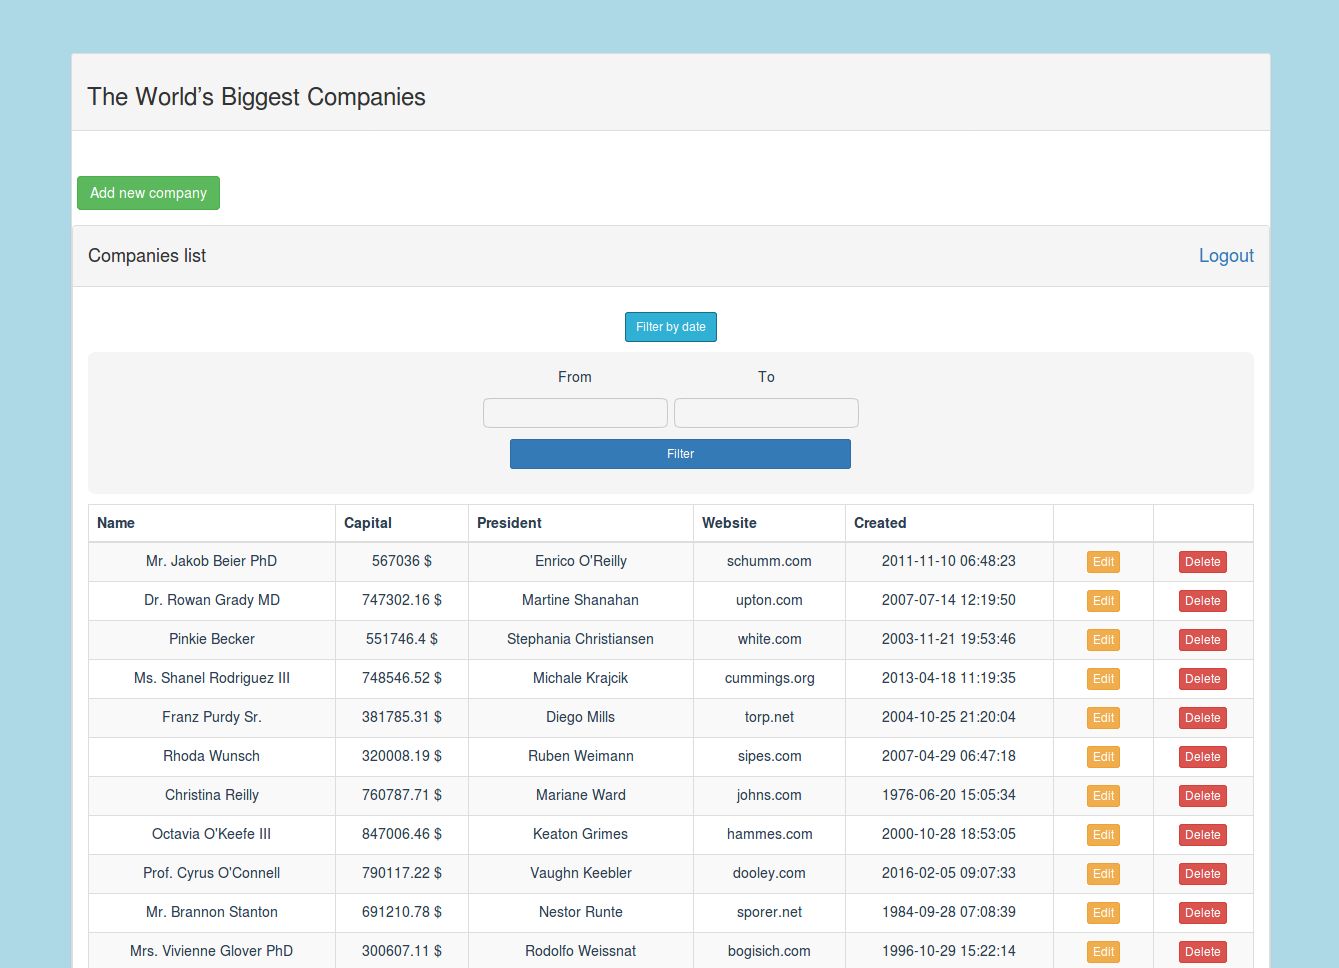 The World's Biggest Companies
Add new company
Companies list Logout
Filter by date
From To
Filter
Name Capital President Website Created
Mr. Jakob Beier PhD 567036 $ Enrico O'Reilly schumm.com 2011-11-10 06:48:23 Edit Delete
Dr. Rowan Grady MD 747302.16 $ Martine Shanahan upton.com 2007-07-14 12:19:50 Edit Delete
Pinkie Becker 551746.4 $ Stephania Christiansen white.com 2003-11-21 19:53:46 Edit Delete
Ms. Shanel Rodriguez III 748546.52 $ Michale Krajcik cummings.org 2013-04-18 11:19:35 Edit Delete
Franz Purdy Sr. 381785.31 $ Diego Mills torp.net 2004-10-25 21:20:04 Edit Delete
Rhoda Wunsch 320008.19 $ Ruben Weimann sipes.com 2007-04-29 06:47:18 Edit Delete
Christina Reilly 760787.71 $ Mariane Ward johns.com 1976-06-20 15:05:34 Edit Delete
Octavia O'Keefe III 847006.46 $ Keaton Grimes hammes.com 2000-10-28 18:53:05 Edit Delete
Prof. Cyrus O'Connell 790117.22 $ Vaughn Keebler dooley.com 2016-02-05 09:07:33 Edit Delete
Mr. Brannon Stanton 691210.78 $ Nestor Runte sporer.net 1984-09-28 07:08:39 Edit Delete
Mrs. Vivienne Glover PhD 300607.11 $ Rodolfo Weissnat bogisich.com 1996-10-29 15:22:14 Edit Delete